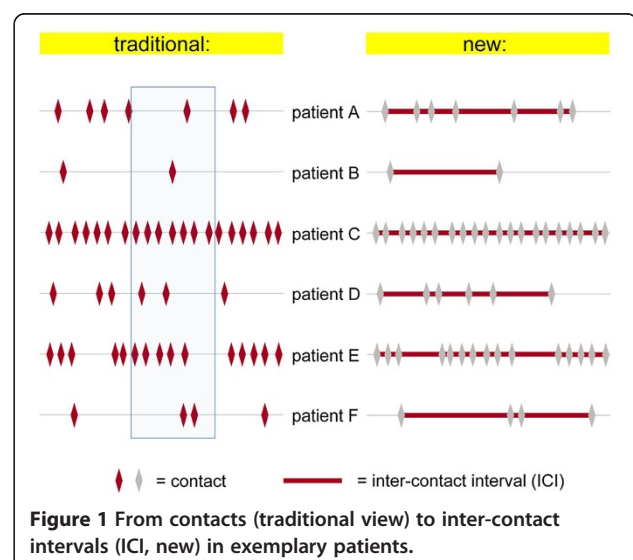 traditional: new:
patient A
patient B
patient C
patient D
patient E
patient F
= contact = inter-contact interval (ICI)
Figure 1 From contacts (traditional view) to inter-contact
intervals (ICI, new) in exemplary patients.